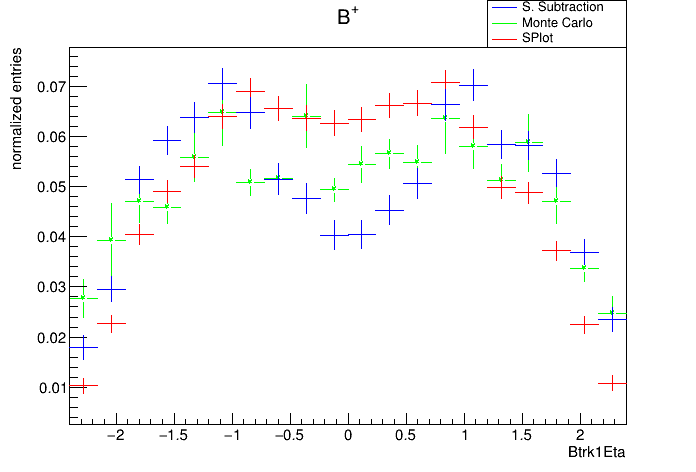 B+
S. Subtraction
Monte Carlo
SPlot
normalized entries
0.07
0.06
0.05
0.04
0.03
0.02
0.01
−2 −1.5 −1 −0.5 0 0.5 1 1.5 2
Btrk1Eta